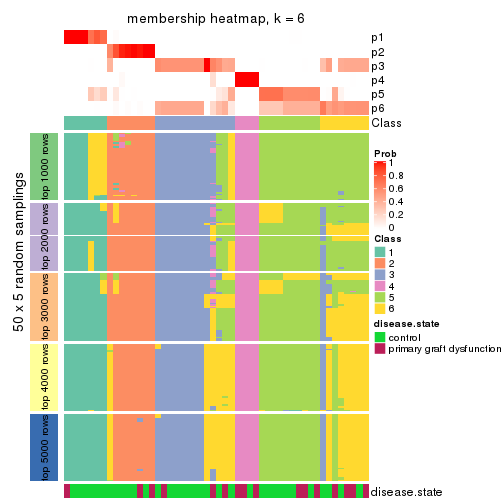 membership heatmap, k = 6
p1
p2
p3
p4
p5
p6
Class
50 x 5 random samplings
top 1000 rows
top 2000 rows
top 3000 rows
top 4000 rows
top 5000 rows
disease.state
Prob
1
0.8
0.6
0.4
0.2
0
Class
1
2
3
4
5
6
disease.state
control
primary graft dysfunction